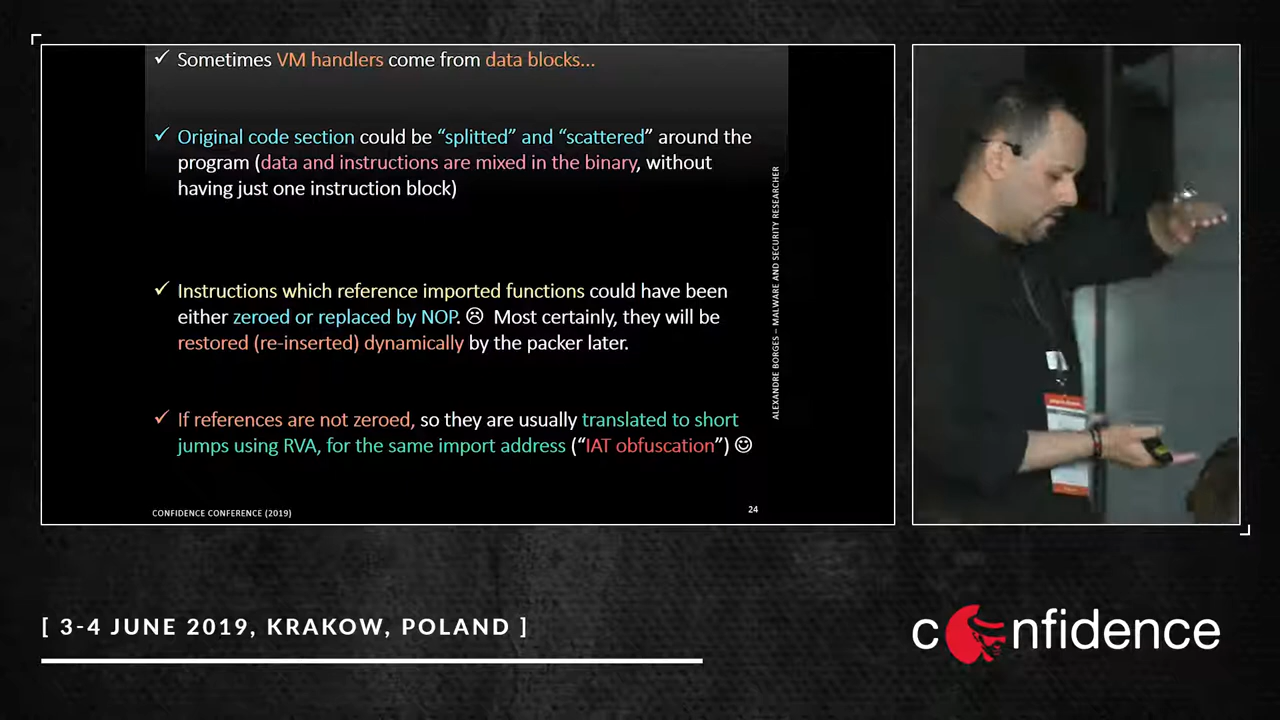 ✓ Sometimes VM handlers come from data blocks...
✓ Original code section could be “splitted” and “scattered” around the
program (data and instructions are mixed in the binary, without
having just one instruction block)
✓ Instructions which reference imported functions could have been
either zeroed or replaced by NOP. ☹ Most certainly, they will be
restored (re-inserted) dynamically by the packer later.
✓ If references are not zeroed, so they are usually translated to short
jumps using RVA, for the same import address (“IAT obfuscation”) ☺
ALEXANDRE BORGES – MALWARE AND SECURITY RESEARCHER
CONFIDENCE CONFERENCE (2019)
24
[ 3-4 JUNE 2019, KRAKOW, POLAND ]
confidence